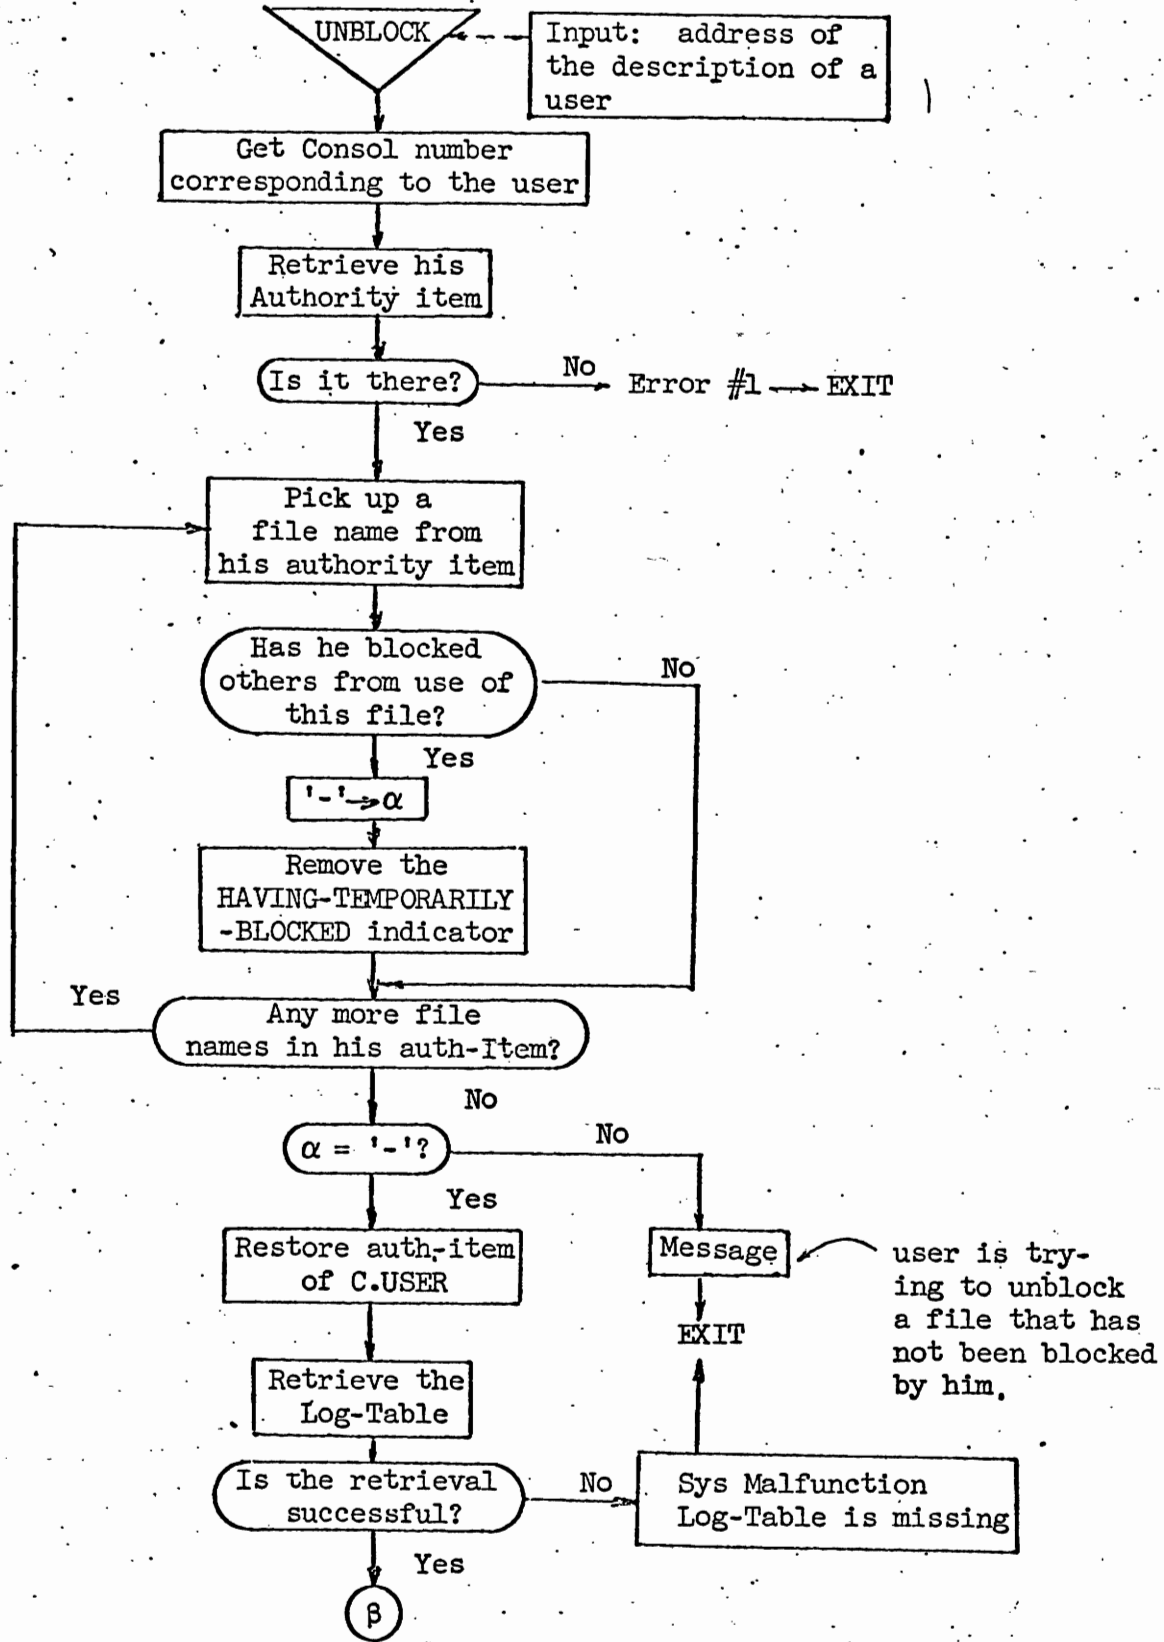 UNBLOCK
Input: address of
the description of a
user
Get Consol number
corresponding to the user
Retrieve his
Authority item
Is it there?
No
Error #1
EXIT
Yes
Pick up a
file name from
his authority item
Has he blocked
others from use of
this file?
No
Yes
'-'→α
Remove the
HAVING-TEMPORARILY
-BLOCKED indicator
Yes
Any more file
names in his auth-Item?
No
α = '-'?
No
Yes
Restore auth-item
of C.USER
Message
user is try-
ing to unblock
a file that has
not been blocked
by him.
EXIT
Retrieve the
Log-Table
Is the retrieval
successful?
No
Sys Malfunction
Log-Table is missing
Yes
β